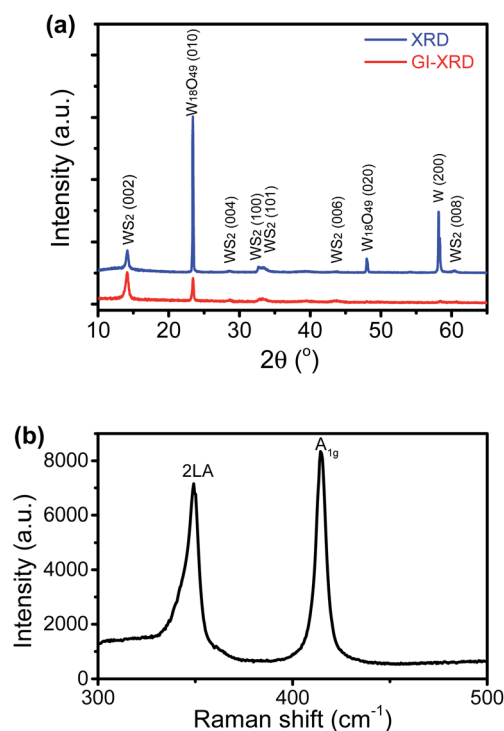 (a)
XRD
GI-XRD
WS2 (002)
W18O49 (010)
WS2 (004)
WS2 (100)
WS2 (101)
WS2 (006)
W18O49 (020)
W (200)
WS2 (008)
Intensity (a.u.)
10 20 30 40 50 60
2θ (°)
(b)
2LA
A1g
8000
6000
4000
2000
0
Intensity (a.u.)
300 400 500
Raman shift (cm-1)